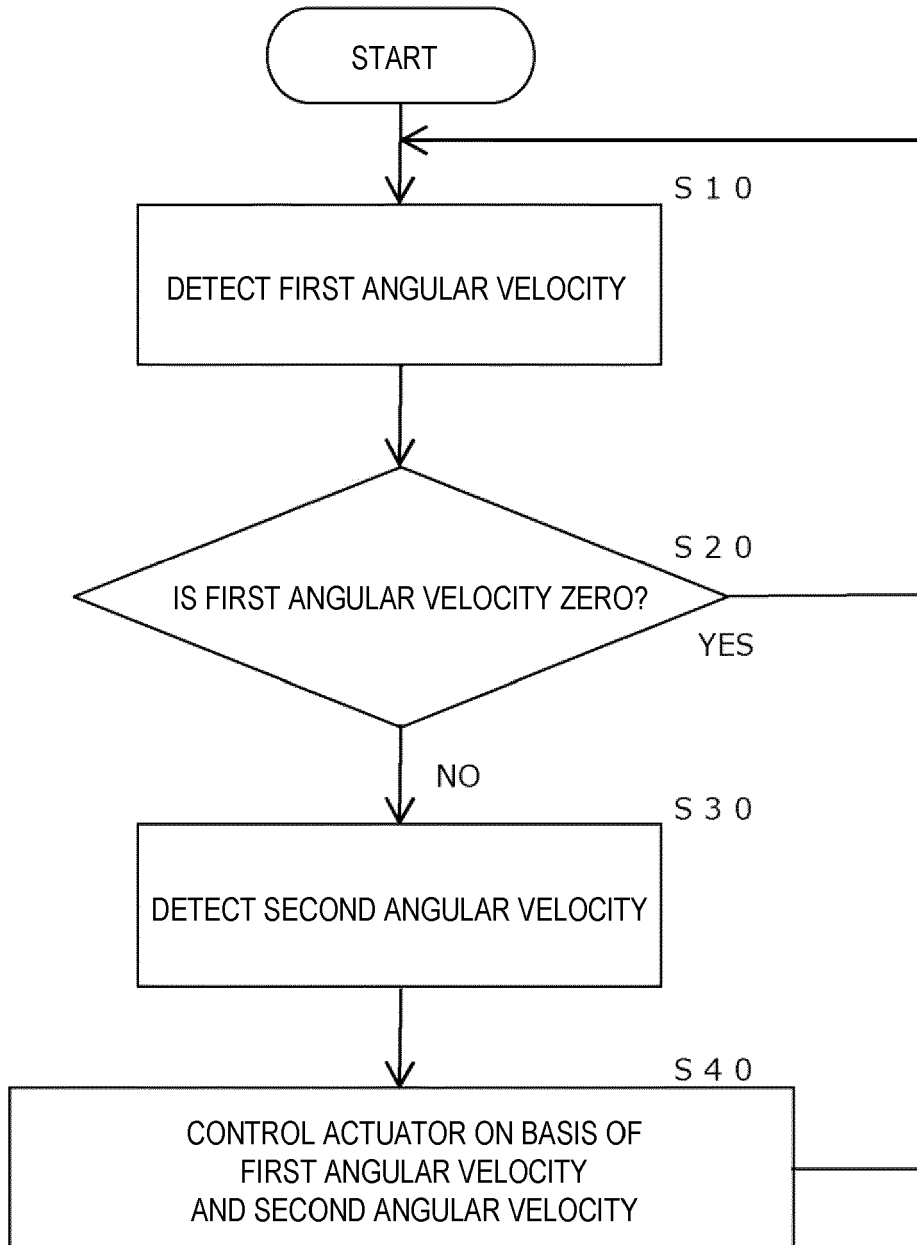 START
S10
DETECT FIRST ANGULAR VELOCITY
S20
IS FIRST ANGULAR VELOCITY ZERO?
YES
NO
S30
DETECT SECOND ANGULAR VELOCITY
S40
CONTROL ACTUATOR ON BASIS OF
FIRST ANGULAR VELOCITY
AND SECOND ANGULAR VELOCITY